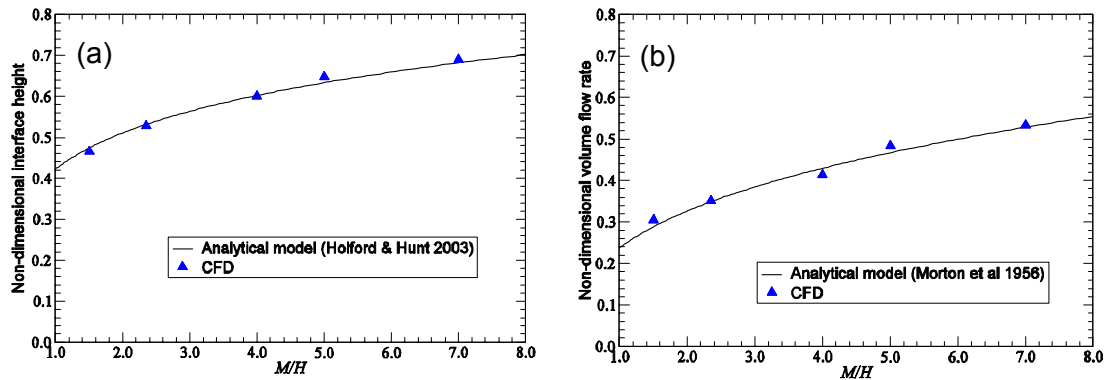 (a)
Non-dimensional interface height
0.8
0.7
0.6
0.5
0.4
0.3
0.2
0.1
0.0
Analytical model (Holford & Hunt 2003)
CFD
1.0 2.0 3.0 4.0 5.0 6.0 7.0 8.0
M/H
(b)
Non-dimensional volume flow rate
0.8
0.7
0.6
0.5
0.4
0.3
0.2
0.1
0.0
Analytical model (Morton et al 1956)
CFD
1.0 2.0 3.0 4.0 5.0 6.0 7.0 8.0
M/H